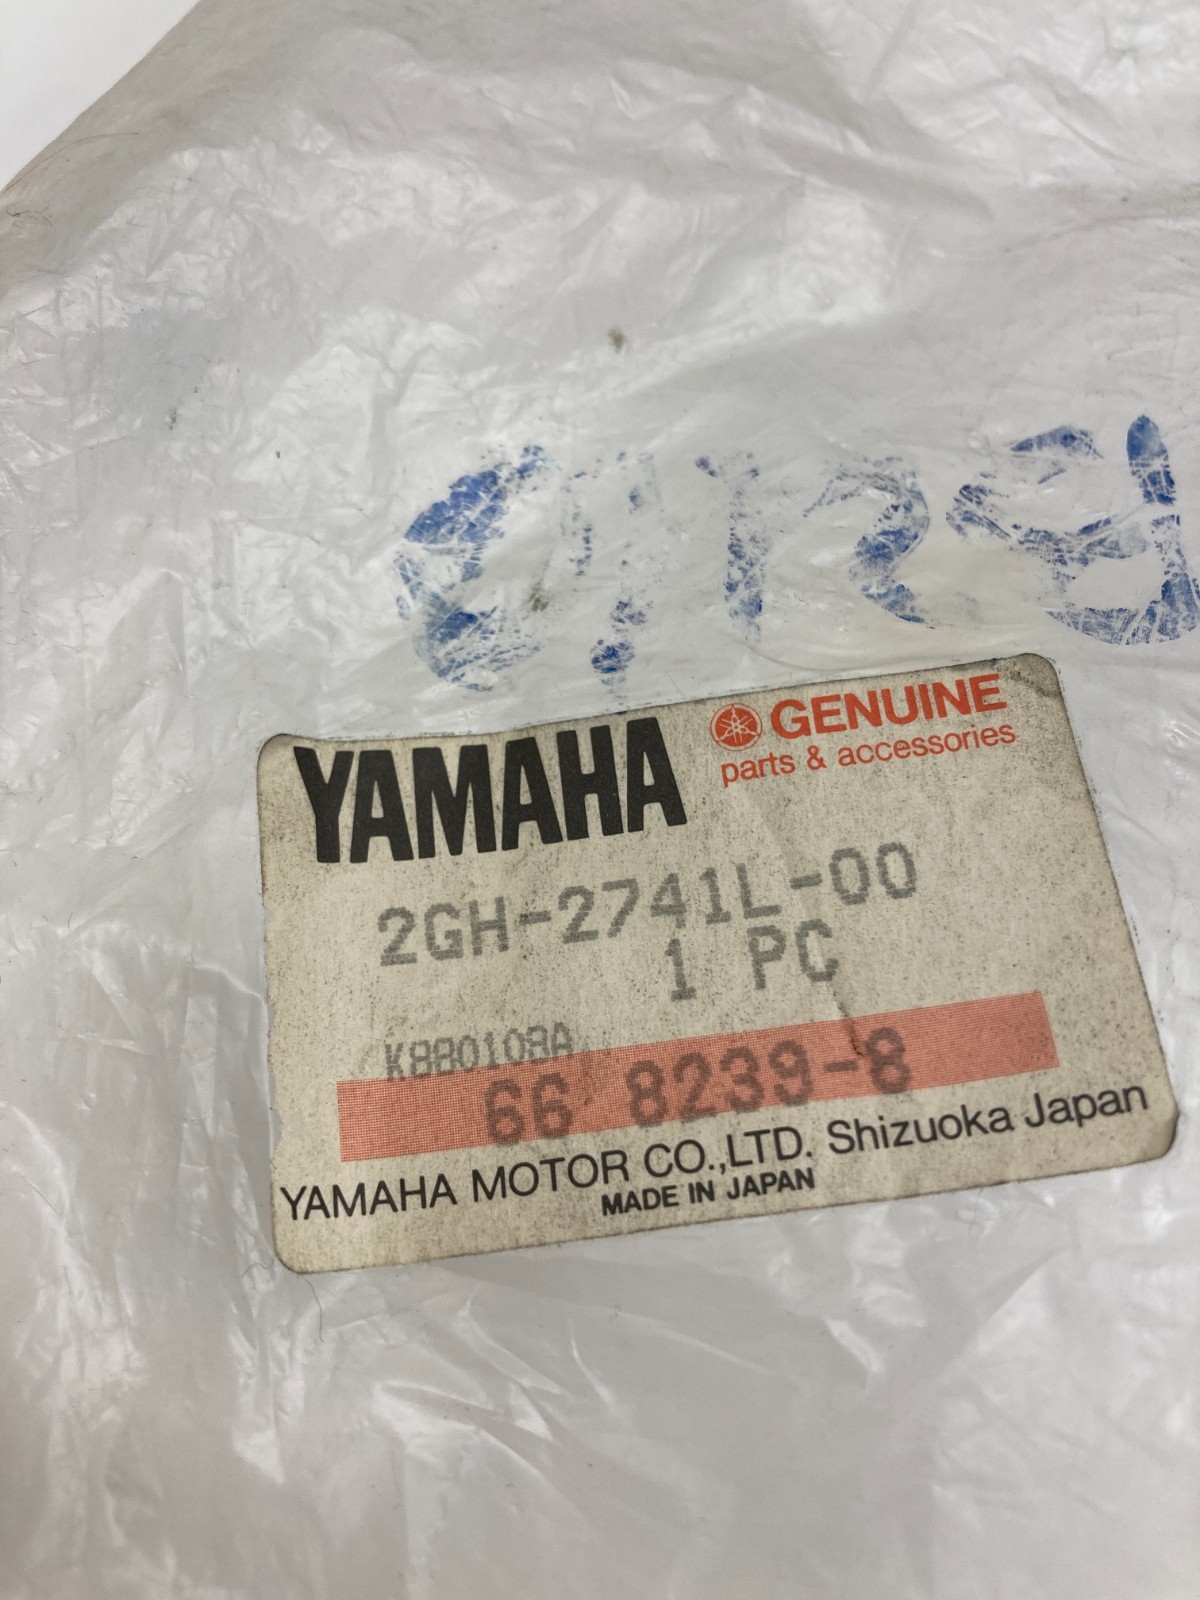 YAMAHA
GENUINE
parts & accessories
2GH-2741L-00
1 PC
K880108A
66 8239-8
YAMAHA MOTOR CO.,LTD. Shizuoka Japan
MADE IN JAPAN